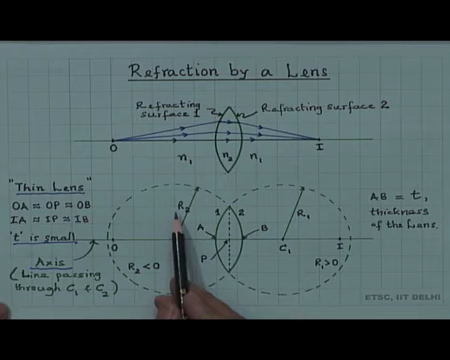 Refraction by a Lens
Refracting surface 1
Refracting surface 2
O
I
n₁
n₂
n₁
"Thin Lens"
OA ≈ OP ≈ OB
IA ≈ IP ≈ IB
't' is small
Axis
(Line passing
through C₁ & C₂)
R₂
1
2
R₁
A
B
O
C₁
I
P
R₂<0
R₁>0
AB = t,
thickness
of the Lens.
ETSC, IIT DELHI